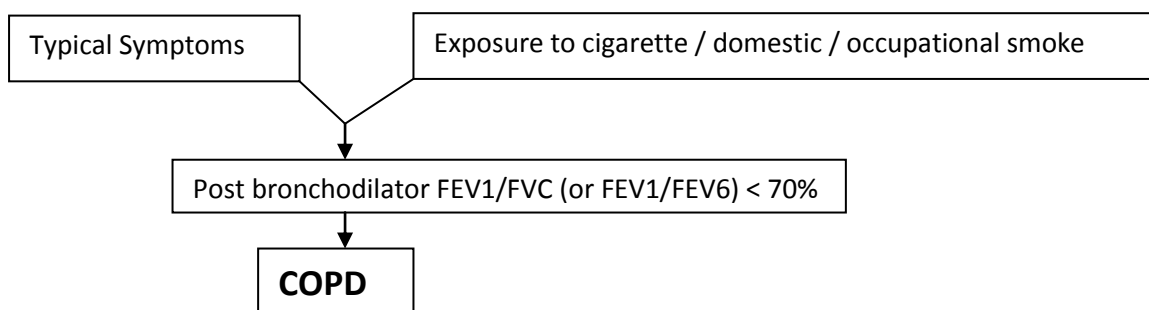 Typical Symptoms
Exposure to cigarette / domestic / occupational smoke
Post bronchodilator FEV1/FVC (or FEV1/FEV6) < 70%
COPD